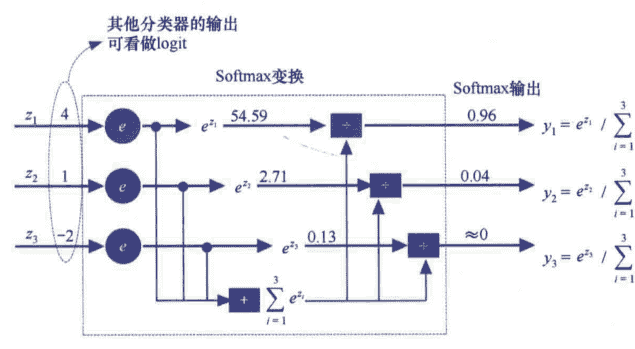 其他分类器的输出
可看做logit
Softmax变换
Softmax输出
z₁ 4 e e^{z₁} 54.59 ÷ 0.96 y₁ = e^{z₁} / ∑_{i=1}^{3}
z₂ 1 e e^{z₂} 2.71 ÷ 0.04 y₂ = e^{z₂} / ∑_{i=1}^{3}
z₃ −2 e e^{z₃} 0.13 ÷ ≈0 y₃ = e^{z₃} / ∑_{i=1}^{3}
+ ∑_{i=1}^{3} e^{zᵢ}